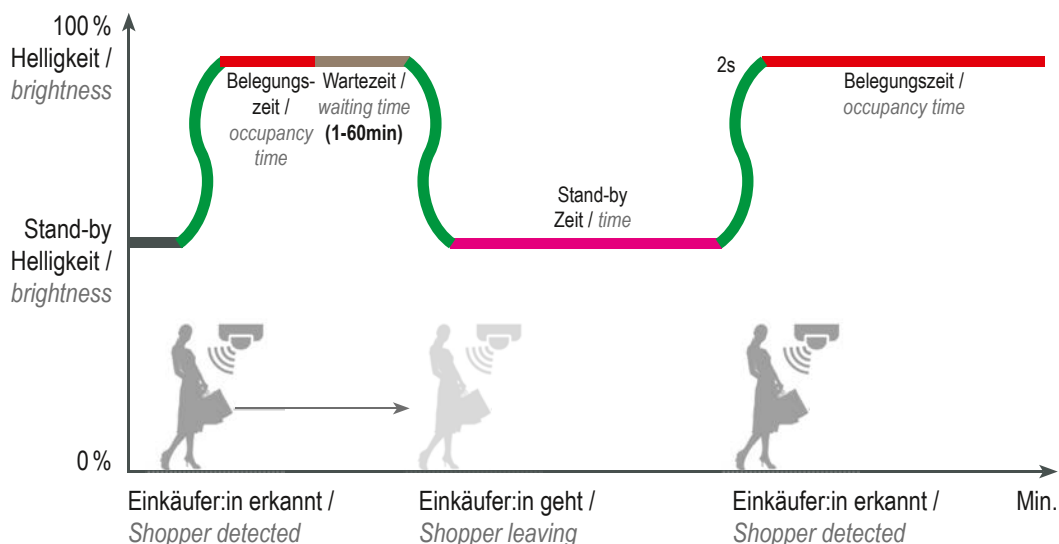 100 %
Helligkeit /
brightness
Belegungs-
zeit /
occupancy
time
Wartezeit /
waiting time
(1-60min)
2s
Belegungszeit /
occupancy time
Stand-by
Zeit / time
Stand-by
Helligkeit /
brightness
0 %
Einkäufer:in erkannt /
Shopper detected
Einkäufer:in geht /
Shopper leaving
Einkäufer:in erkannt /
Shopper detected
Min.